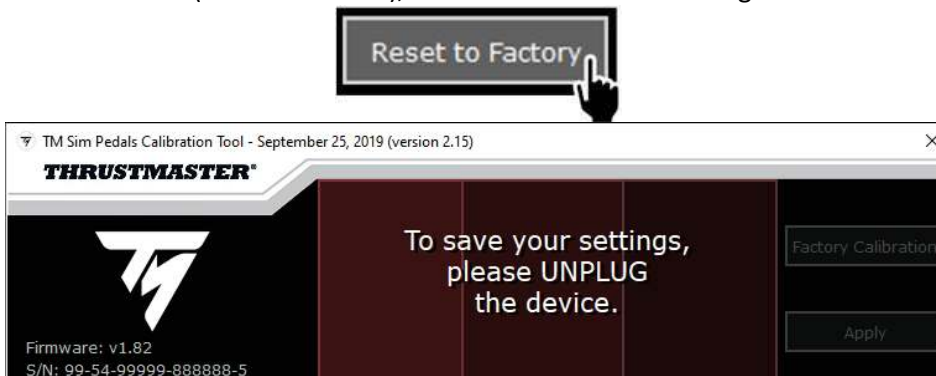 Reset to Factory
TM Sim Pedals Calibration Tool - September 25, 2019 (version 2.15)
THRUSTMASTER®
To save your settings,
please UNPLUG
the device.
Factory Calibration
Apply
Firmware: v1.82
S/N: 99-54-99999-888888-5